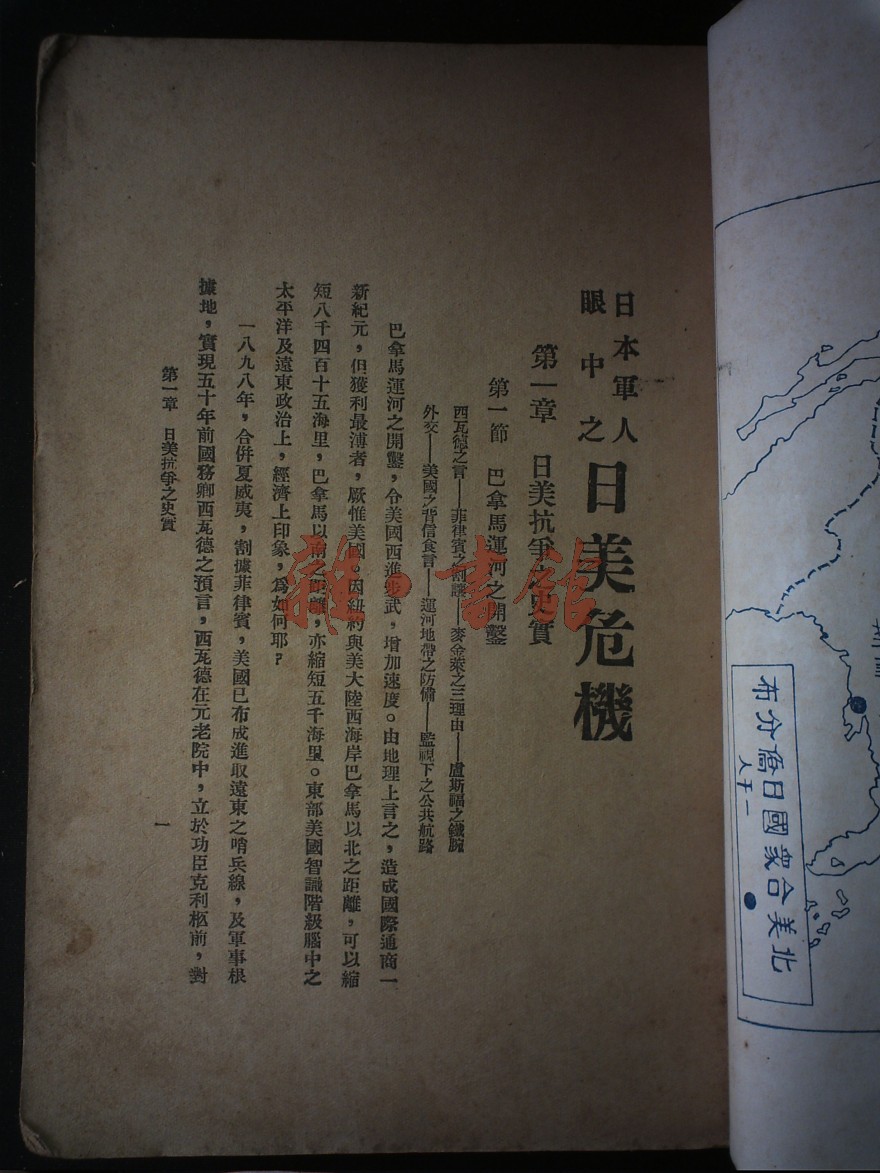 日本軍人
眼中之
日美危機
第一章　日美抗爭之史實
第一節　巴拿馬運河之開鑿
西瓦德之言——菲律賓之割讓——麥金萊之三理由——盧斯福之鐵腕
外交——美國之背信食言——運河地帶之防備——監視下之公共航路
巴拿馬運河之開鑿，令美國西進步武，增加速度。由地理上言之，造成國際通商一
新紀元，但獲利最溥者，厥惟美國。因紐約與美大陸西海岸巴拿馬以北之距離，可以縮
短八千四百十五海里，巴拿馬以南之距離，亦縮短五千海里。東部美國智識階級腦中之
太平洋及遠東政治上，經濟上印象，爲如何耶？
一八九八年，合併夏威夷，割據菲律賓，美國已布成進取遠東之哨兵線，及軍事根
據地，實現五十年前國務卿西瓦德之預言，西瓦德在元老院中，立於功臣克利柩前，對
第一章　日美抗爭之史實
一
雜·書館
北美合衆國日僑分布
一千人